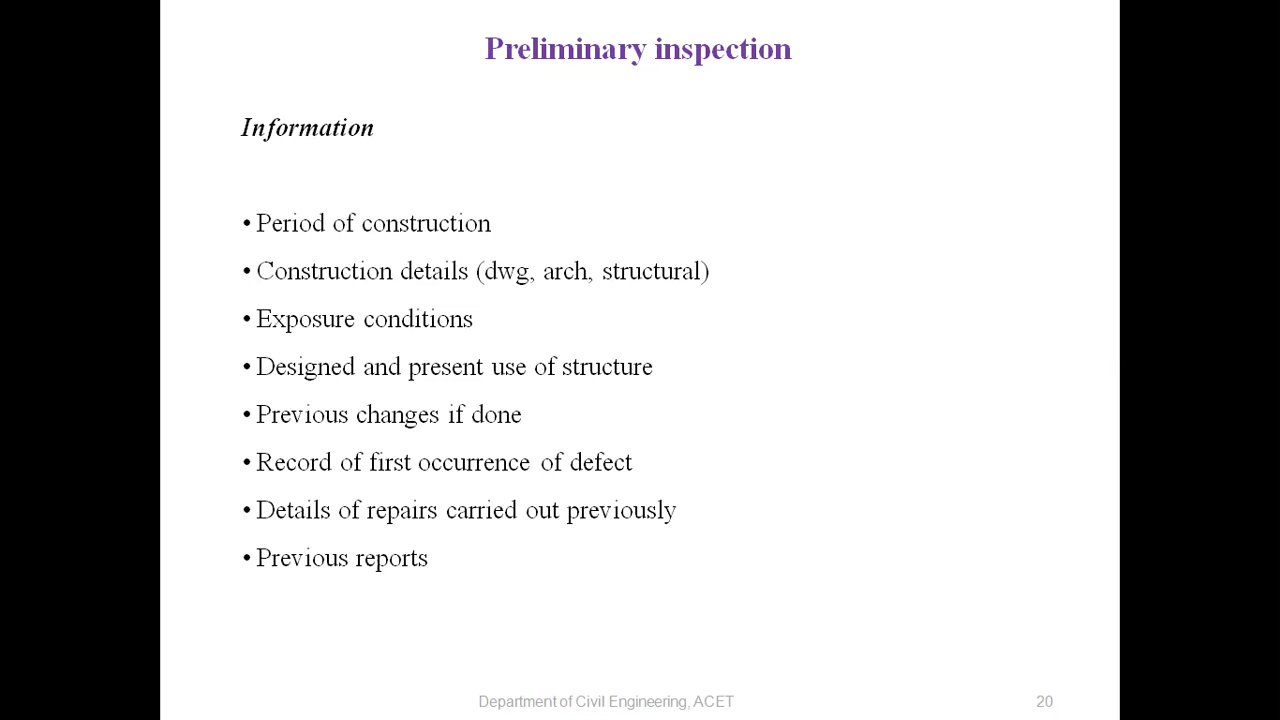 Preliminary inspection
Information
• Period of construction
• Construction details (dwg, arch, structural)
• Exposure conditions
• Designed and present use of structure
• Previous changes if done
• Record of first occurrence of defect
• Details of repairs carried out previously
• Previous reports
Department of Civil Engineering, ACET
20